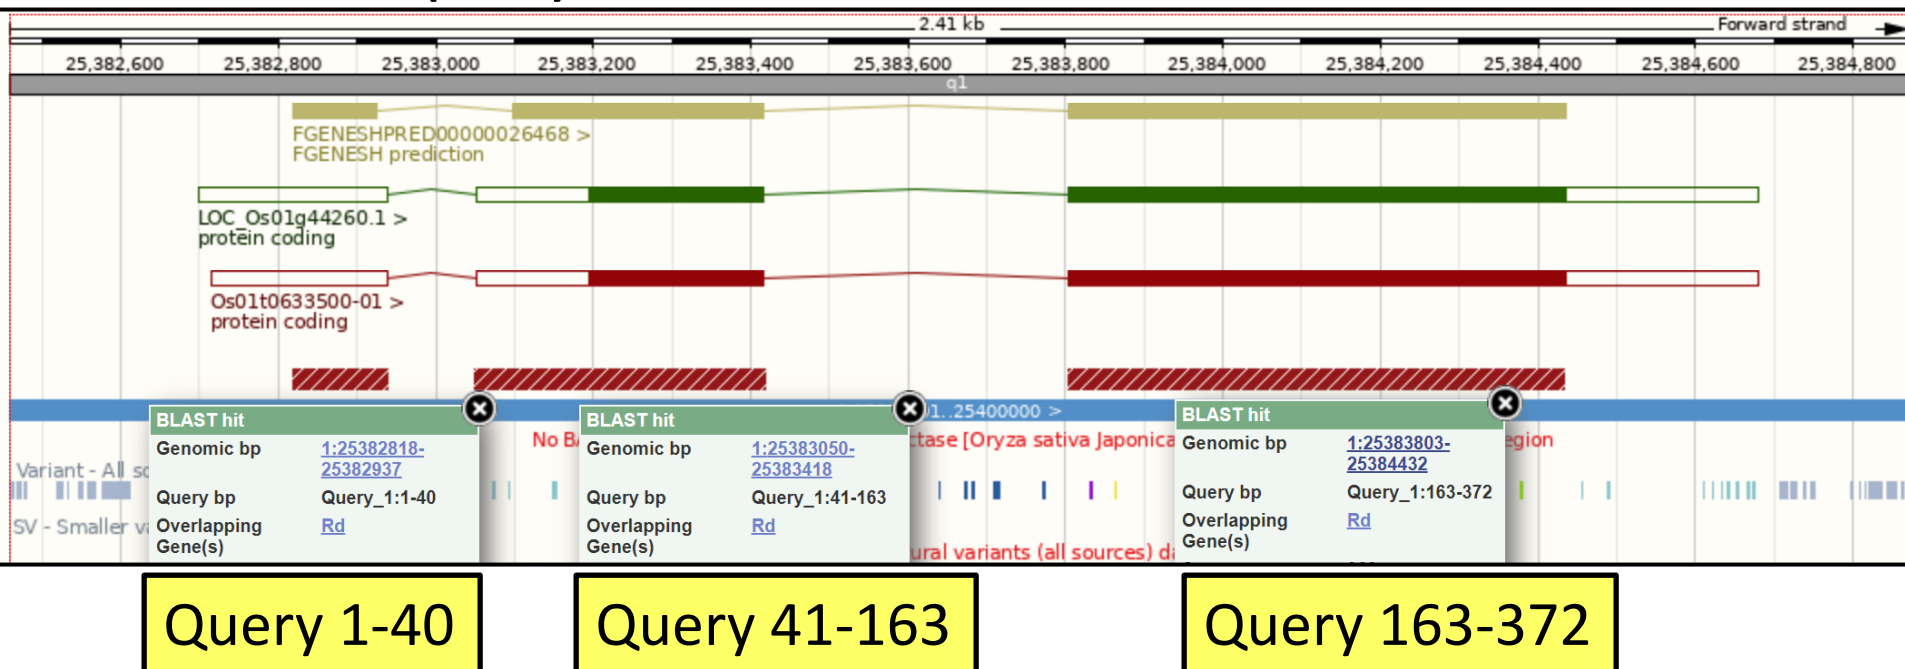 2.41 kb
Forward strand
25,382,600 25,382,800 25,383,000 25,383,200 25,383,400 25,383,600 25,383,800 25,384,000 25,384,200 25,384,400 25,384,600 25,384,800
q1
FGENESHPRED00000026468 >
FGENESH prediction
LOC_Os01g44260.1 >
protein coding
Os01t0633500-01 >
protein coding
1..25400000 >
No BA
ctase [Oryza sativa Japonica
egion
Variant - All so
SV - Smaller va
ural variants (all sources) da
BLAST hit
Genomic bp 1:25382818-
25382937
Query bp Query_1:1-40
Overlapping Rd
Gene(s)
BLAST hit
Genomic bp 1:25383050-
25383418
Query bp Query_1:41-163
Overlapping Rd
Gene(s)
BLAST hit
Genomic bp 1:25383803-
25384432
Query bp Query_1:163-372
Overlapping Rd
Gene(s)
Query 1-40
Query 41-163
Query 163-372